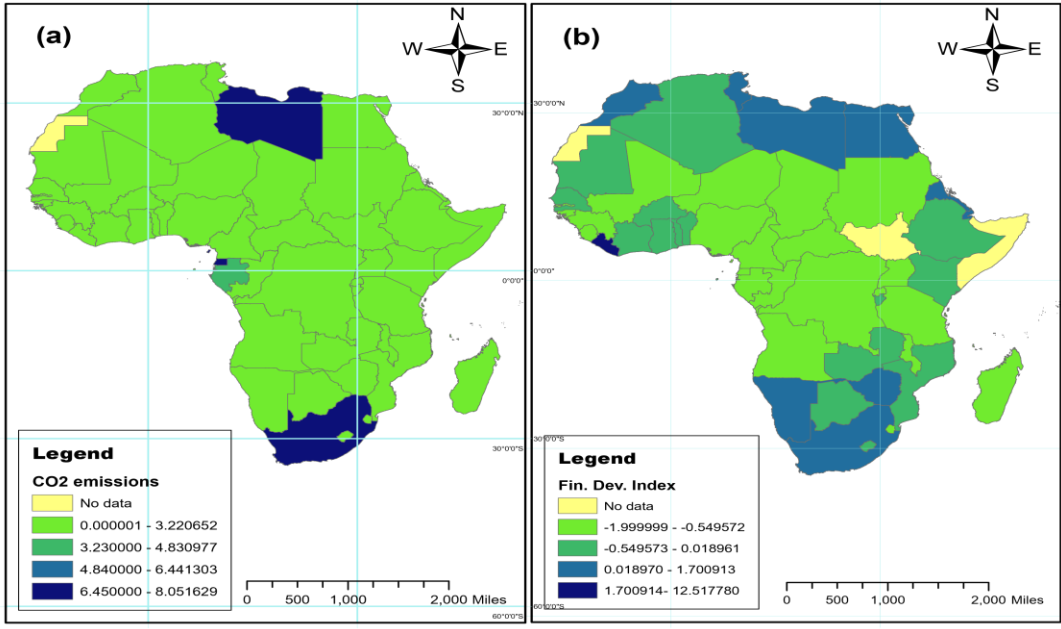 (a)
N
W E
S
30°0'0"N
0°0'0"
30°0'0"S
60°0'0"S
Legend
CO2 emissions
No data
0.000001 - 3.220652
3.230000 - 4.830977
4.840000 - 6.441303
6.450000 - 8.051629
0 500 1,000 2,000 Miles
(b)
N
W E
S
30°0'0"N
0°0'0"
30°0'0"S
60°0'0"S
Legend
Fin. Dev. Index
No data
-1.999999 - -0.549572
-0.549573 - 0.018961
0.018970 - 1.700913
1.700914 - 12.517780
0 500 1,000 2,000 Miles